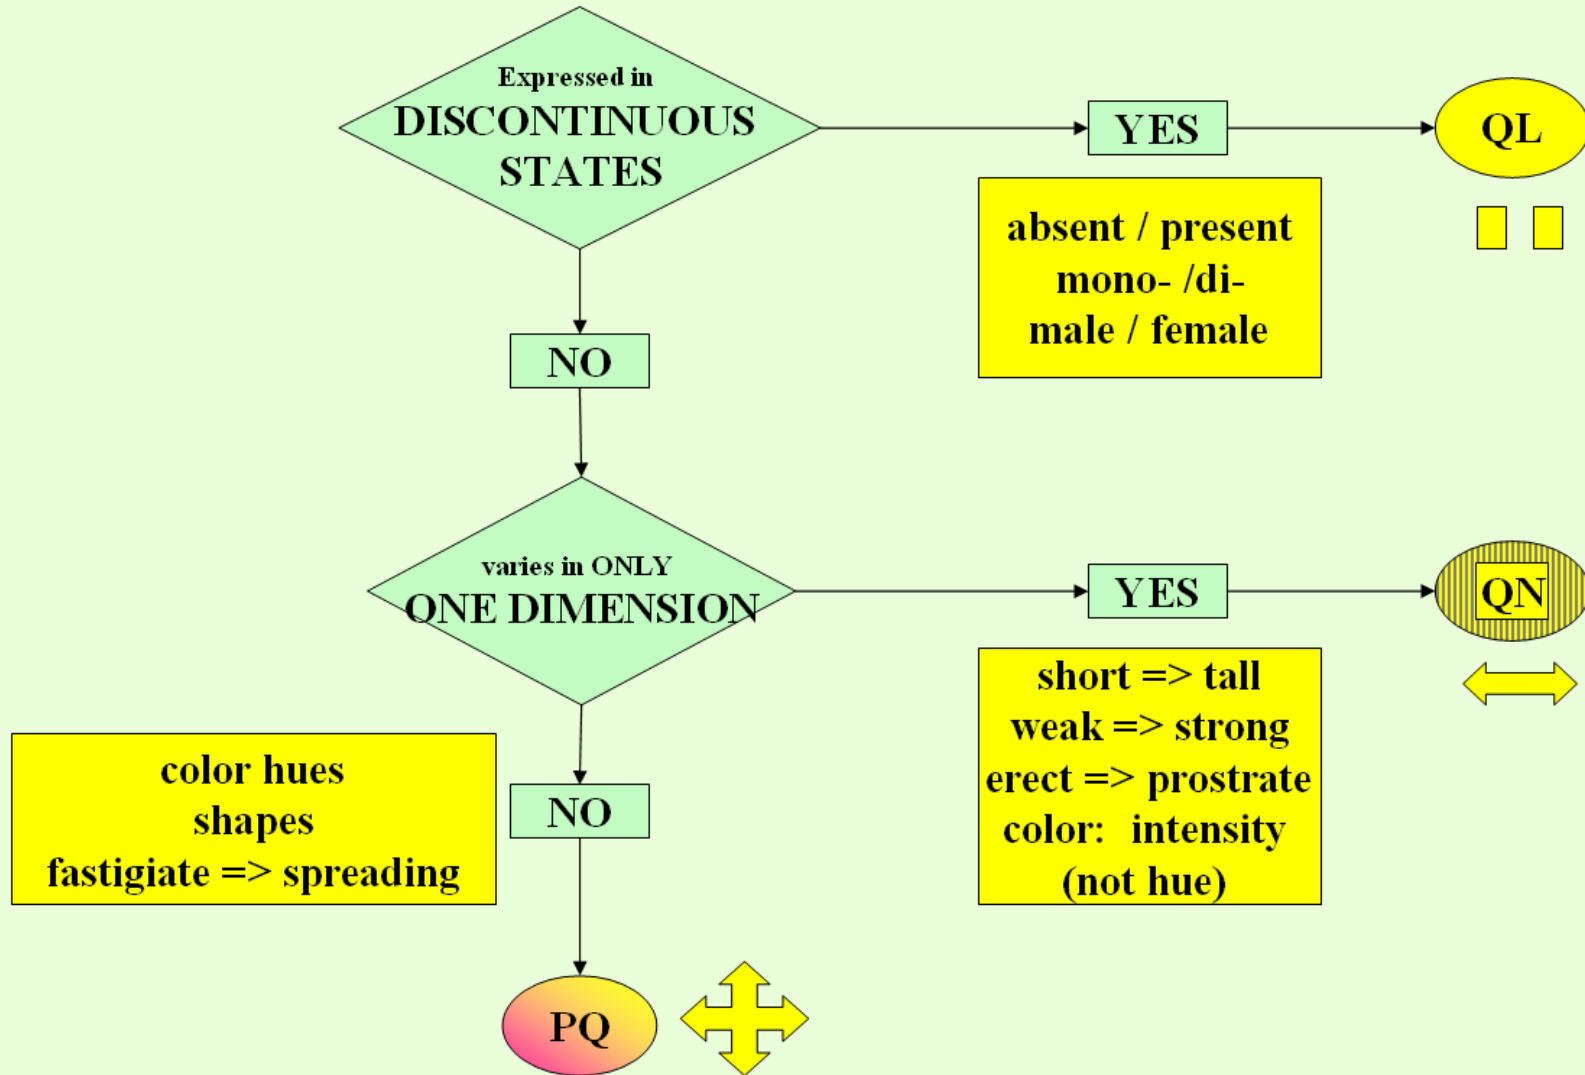 Expressed in
DISCONTINUOUS
STATES
YES
QL
absent / present
mono- /di-
male / female
NO
varies in ONLY
ONE DIMENSION
YES
QN
short => tall
weak => strong
erect => prostrate
color: intensity
(not hue)
color hues
shapes
fastigiate => spreading
NO
PQ